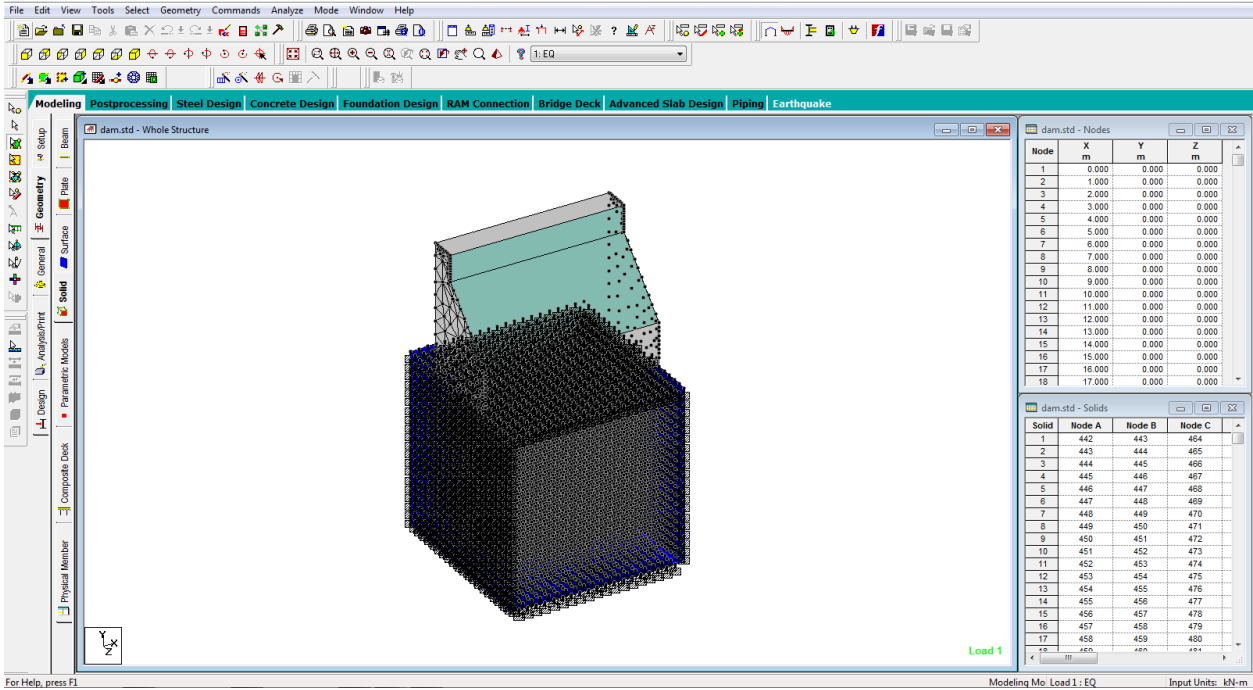 File Edit View Tools Select Geometry Commands Analyze Mode Window Help
1: EQ
Modeling Postprocessing Steel Design Concrete Design Foundation Design RAM Connection Bridge Deck Advanced Slab Design Piping Earthquake
Setup
Geometry
General
Analysis/Print
Design
Beam
Plate
Surface
Solid
Parametric Models
Composite Deck
Physical Member
dam.std - Whole Structure
Y
X
Z
Load 1
dam.std - Nodes
Node X m Y m Z m
1 0.000 0.000 0.000
2 1.000 0.000 0.000
3 2.000 0.000 0.000
4 3.000 0.000 0.000
5 4.000 0.000 0.000
6 5.000 0.000 0.000
7 6.000 0.000 0.000
8 7.000 0.000 0.000
9 8.000 0.000 0.000
10 9.000 0.000 0.000
11 10.000 0.000 0.000
12 11.000 0.000 0.000
13 12.000 0.000 0.000
14 13.000 0.000 0.000
15 14.000 0.000 0.000
16 15.000 0.000 0.000
17 16.000 0.000 0.000
18 17.000 0.000 0.000
dam.std - Solids
Solid Node A Node B Node C
1 442 443 464
2 443 444 465
3 444 445 466
4 445 446 467
5 446 447 468
6 447 448 469
7 448 449 470
8 449 450 471
9 450 451 472
10 451 452 473
11 452 453 474
12 453 454 475
13 454 455 476
14 455 456 477
15 456 457 478
16 457 458 479
17 458 459 480
For Help, press F1
Modeling Mo Load 1 : EQ Input Units: kN-m